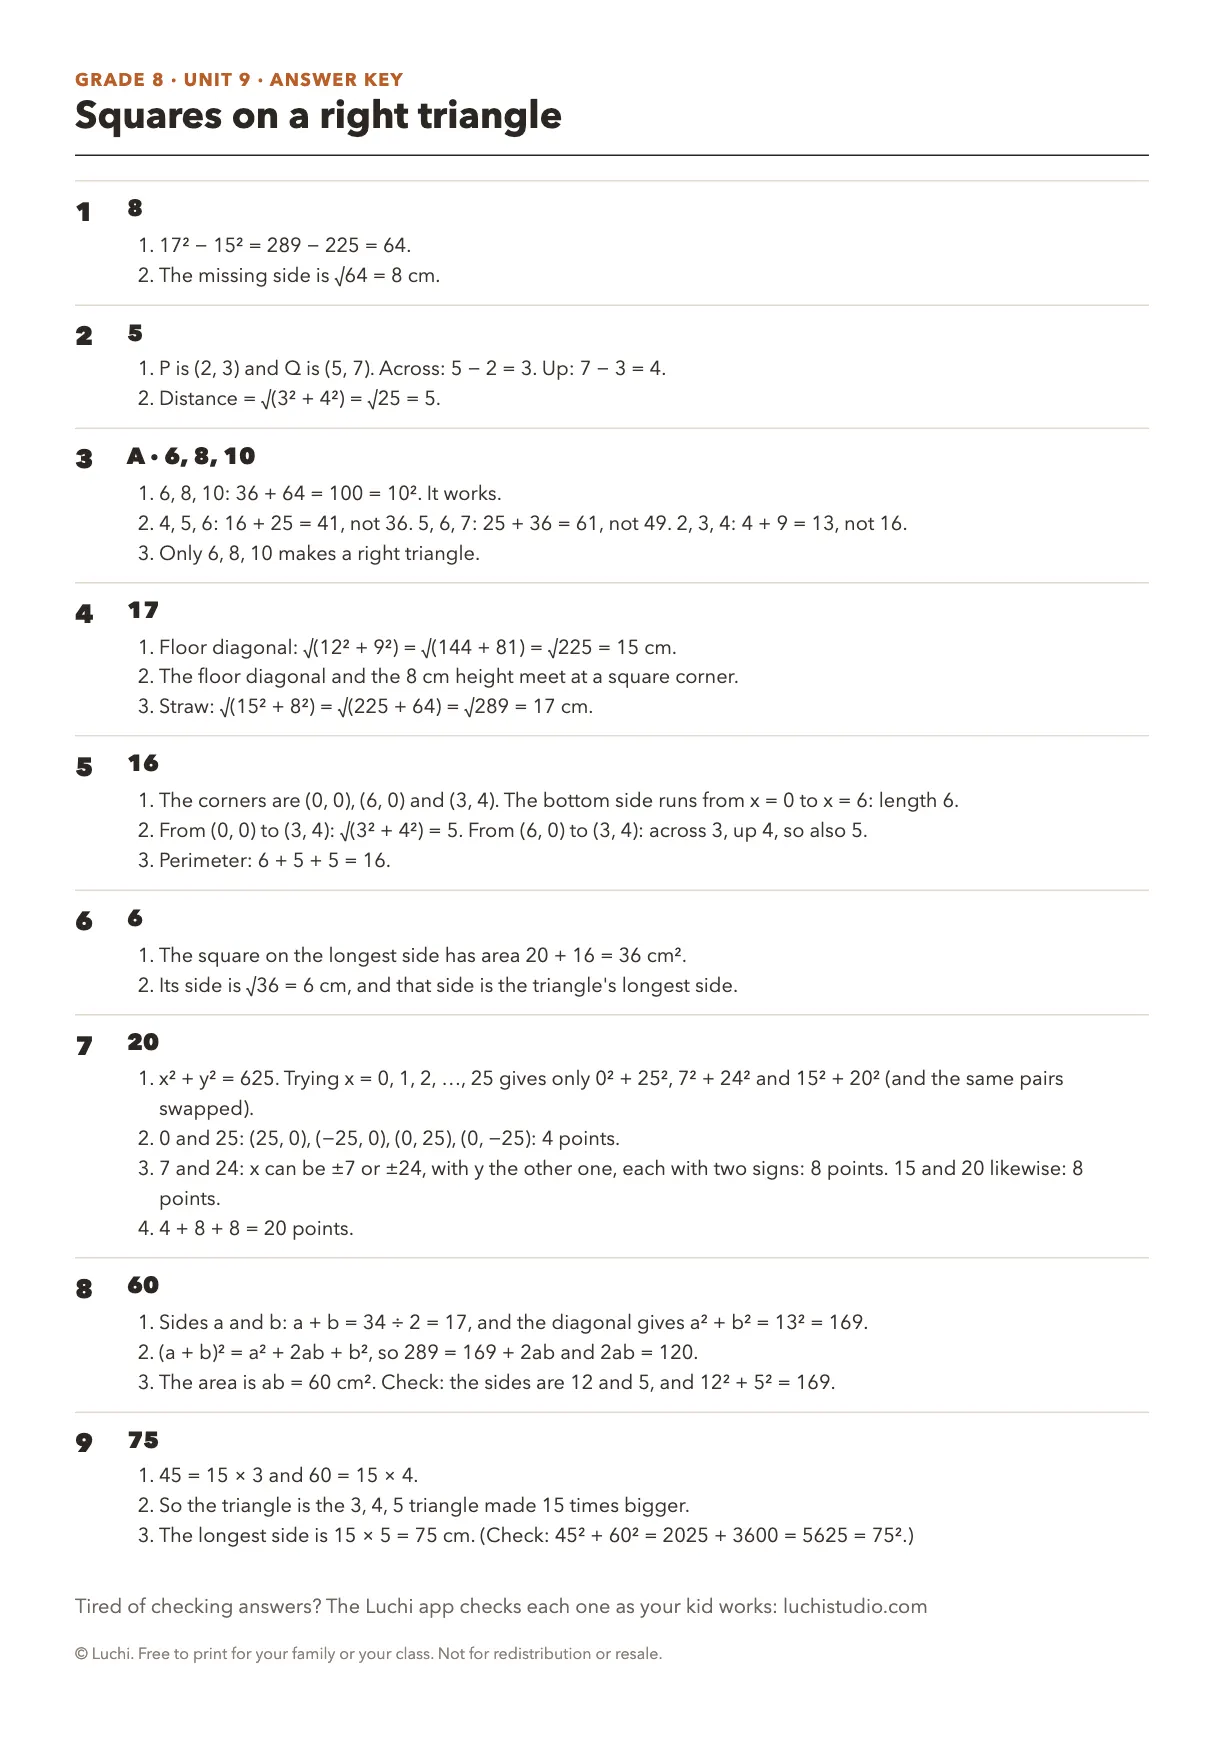 GRADE 8 · UNIT 9 · ANSWER KEY
Squares on a right triangle
1 8
1. 17² − 15² = 289 − 225 = 64.
2. The missing side is √64 = 8 cm.
2 5
1. P is (2, 3) and Q is (5, 7). Across: 5 − 2 = 3. Up: 7 − 3 = 4.
2. Distance = √(3² + 4²) = √25 = 5.
3 A · 6, 8, 10
1. 6, 8, 10: 36 + 64 = 100 = 10². It works.
2. 4, 5, 6: 16 + 25 = 41, not 36. 5, 6, 7: 25 + 36 = 61, not 49. 2, 3, 4: 4 + 9 = 13, not 16.
3. Only 6, 8, 10 makes a right triangle.
4 17
1. Floor diagonal: √(12² + 9²) = √(144 + 81) = √225 = 15 cm.
2. The floor diagonal and the 8 cm height meet at a square corner.
3. Straw: √(15² + 8²) = √(225 + 64) = √289 = 17 cm.
5 16
1. The corners are (0, 0), (6, 0) and (3, 4). The bottom side runs from x = 0 to x = 6: length 6.
2. From (0, 0) to (3, 4): √(3² + 4²) = 5. From (6, 0) to (3, 4): across 3, up 4, so also 5.
3. Perimeter: 6 + 5 + 5 = 16.
6 6
1. The square on the longest side has area 20 + 16 = 36 cm².
2. Its side is √36 = 6 cm, and that side is the triangle's longest side.
7 20
1. x² + y² = 625. Trying x = 0, 1, 2, …, 25 gives only 0² + 25², 7² + 24² and 15² + 20² (and the same pairs
swapped).
2. 0 and 25: (25, 0), (−25, 0), (0, 25), (0, −25): 4 points.
3. 7 and 24: x can be ±7 or ±24, with y the other one, each with two signs: 8 points. 15 and 20 likewise: 8
points.
4. 4 + 8 + 8 = 20 points.
8 60
1. Sides a and b: a + b = 34 ÷ 2 = 17, and the diagonal gives a² + b² = 13² = 169.
2. (a + b)² = a² + 2ab + b², so 289 = 169 + 2ab and 2ab = 120.
3. The area is ab = 60 cm². Check: the sides are 12 and 5, and 12² + 5² = 169.
9 75
1. 45 = 15 × 3 and 60 = 15 × 4.
2. So the triangle is the 3, 4, 5 triangle made 15 times bigger.
3. The longest side is 15 × 5 = 75 cm. (Check: 45² + 60² = 2025 + 3600 = 5625 = 75².)
Tired of checking answers? The Luchi app checks each one as your kid works: luchistudio.com
© Luchi. Free to print for your family or your class. Not for redistribution or resale.